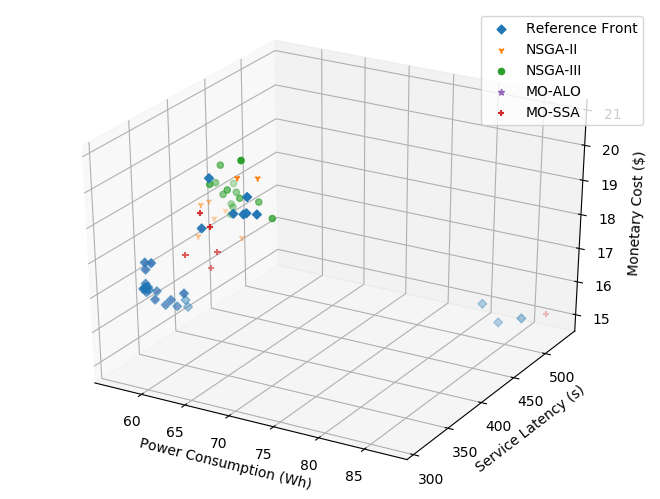 Reference Front
NSGA-II
NSGA-III
MO-ALO
MO-SSA
21
20
19
18
17
16
15
Monetary Cost ($)
500
450
400
350
300
Service Latency (s)
60
65
70
75
80
85
Power Consumption (Wh)